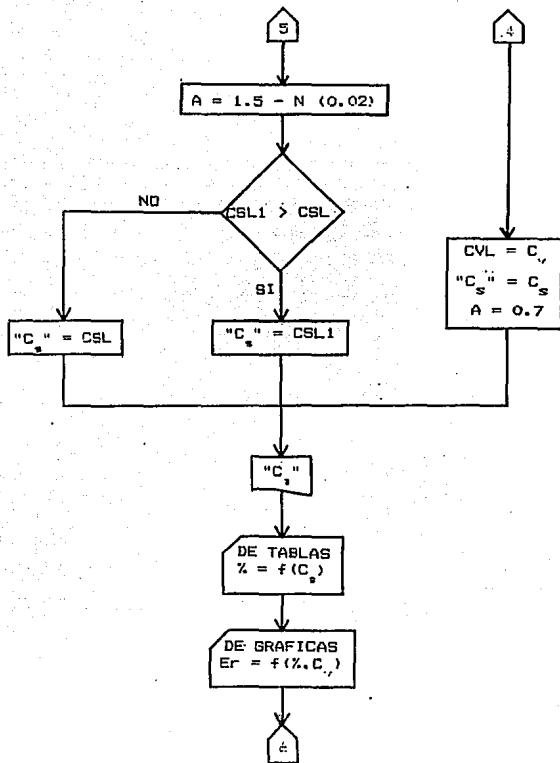 5
4
A = 1.5 - N (0.02)
CSL1 > CSL
NO
SI
CVL = C_v
"C_s" = C_s
A = 0.7
"C_s" = CSL
"C_s" = CSL1
"C_s"
DE TABLAS
% = f(C_s)
DE GRAFICAS
Er = f(%,C_v)
6